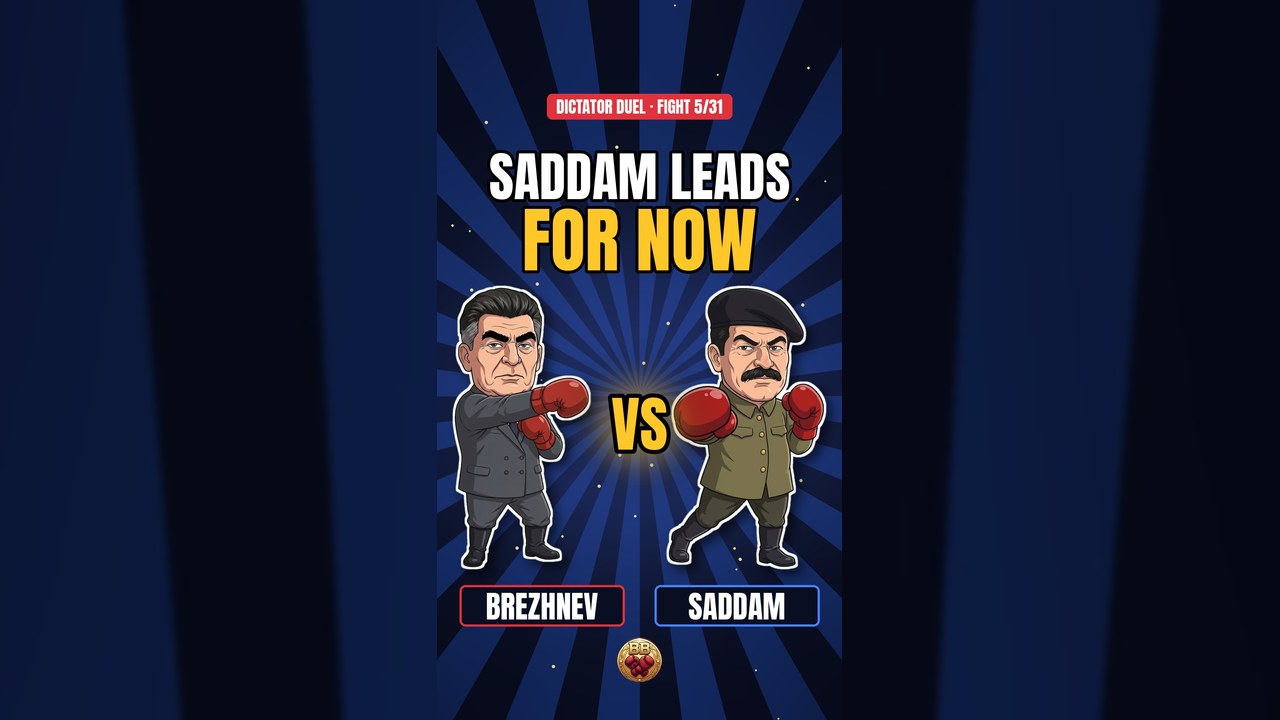 DICTATOR DUEL · FIGHT 5/31
SADDAM LEADS
FOR NOW
VS
BREZHNEV
SADDAM
BB